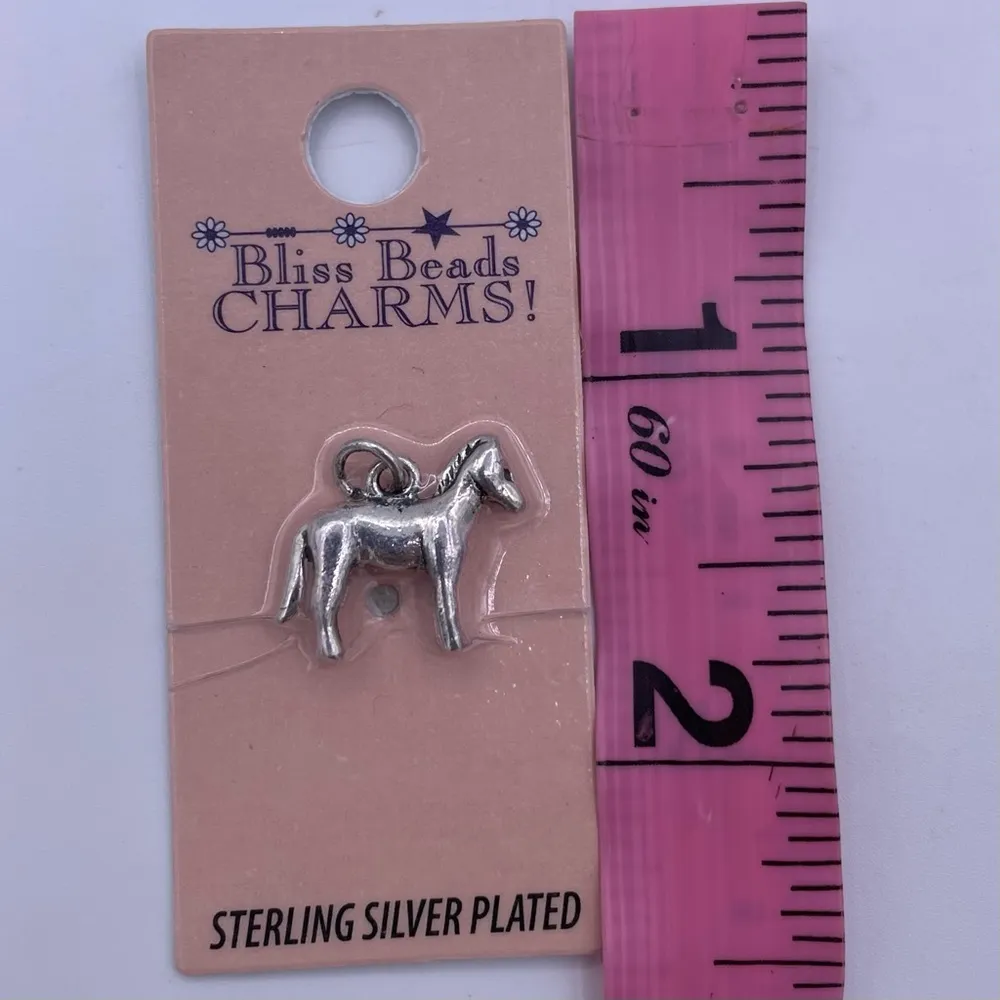 Bliss Beads
CHARMS!
STERLING SILVER PLATED
1
60 in
2